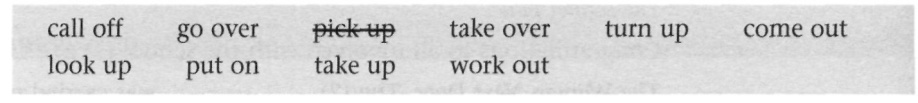 call off go over pick up take over turn up come out
look up put on take up work out